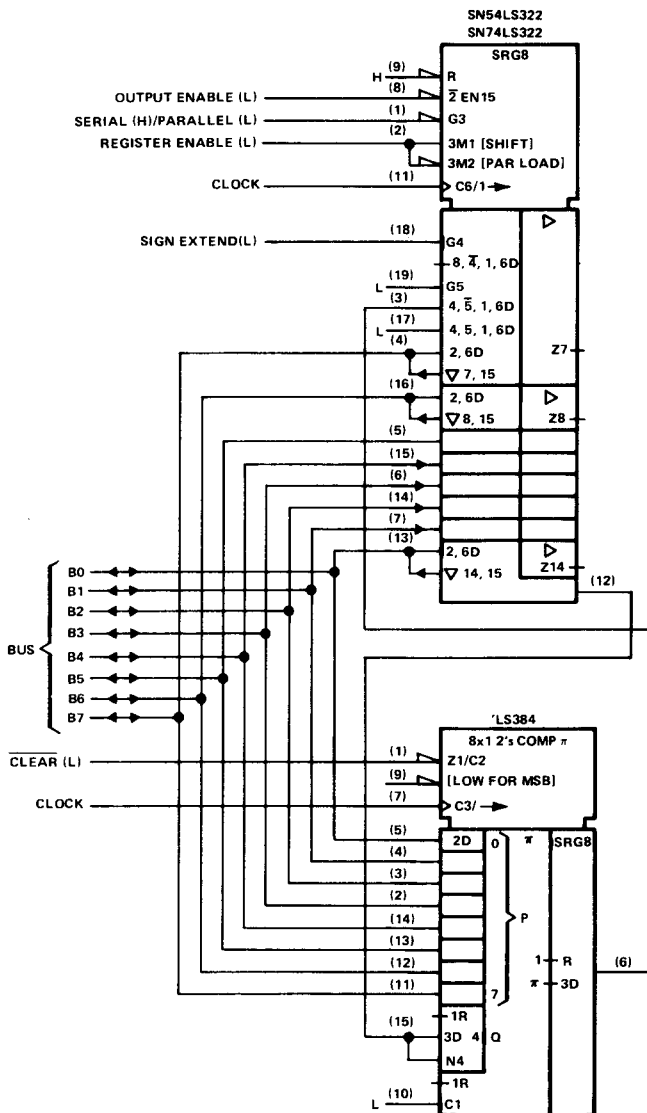 SN54LS322
SN74LS322
SRG8
H (9) R
OUTPUT ENABLE (L) (8) 2̅ EN15
SERIAL (H)/PARALLEL (L) (1) G3
REGISTER ENABLE (L) (2) 3M1 [SHIFT]
3M2 [PAR LOAD]
CLOCK (11) C6/1
SIGN EXTEND(L) (18) G4
8, 4̅, 1, 6D
L (19) G5
(3) 4, 5̅, 1, 6D
L (17) 4, 5, 1, 6D
(4) 2, 6D Z7
7, 15
(16) 2, 6D
8, 15 Z8
(5)
(15)
(6)
(14)
(7)
(13) 2, 6D
14, 15 Z14
(12)
BUS
B0
B1
B2
B3
B4
B5
B6
B7
'LS384
8x1 2's COMP π
C̅L̅E̅A̅R̅ (L) (1) Z1/C2
(9) [LOW FOR MSB]
CLOCK (7) C3/
(5) 2D 0 π SRG8
(4)
(3)
(2)
(14) P
(13)
(12) 1 R (6)
(11) 7 π 3D
1R
(15) 3D 4 Q
N4
1R
L (10) C1